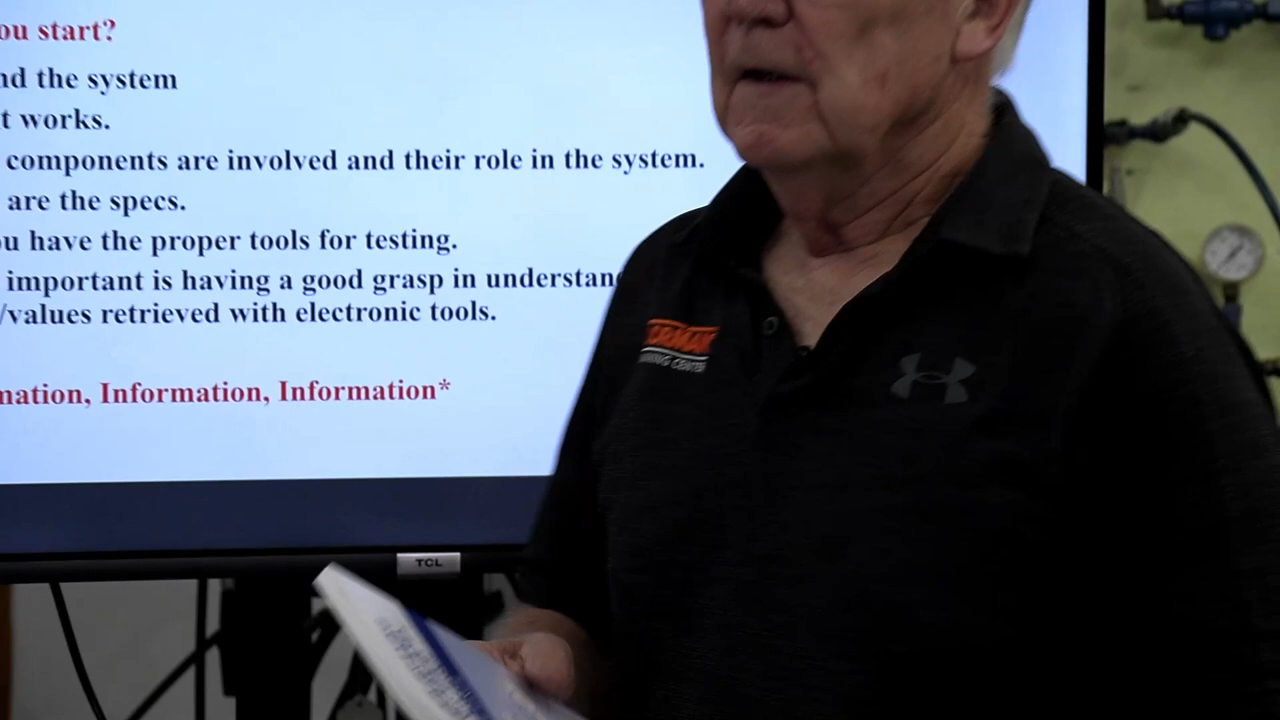 ou start?
nd the system
t works.
components are involved and their role in the system.
are the specs.
ou have the proper tools for testing.
important is having a good grasp in understan
/values retrieved with electronic tools.
mation, Information, Information*
TCL